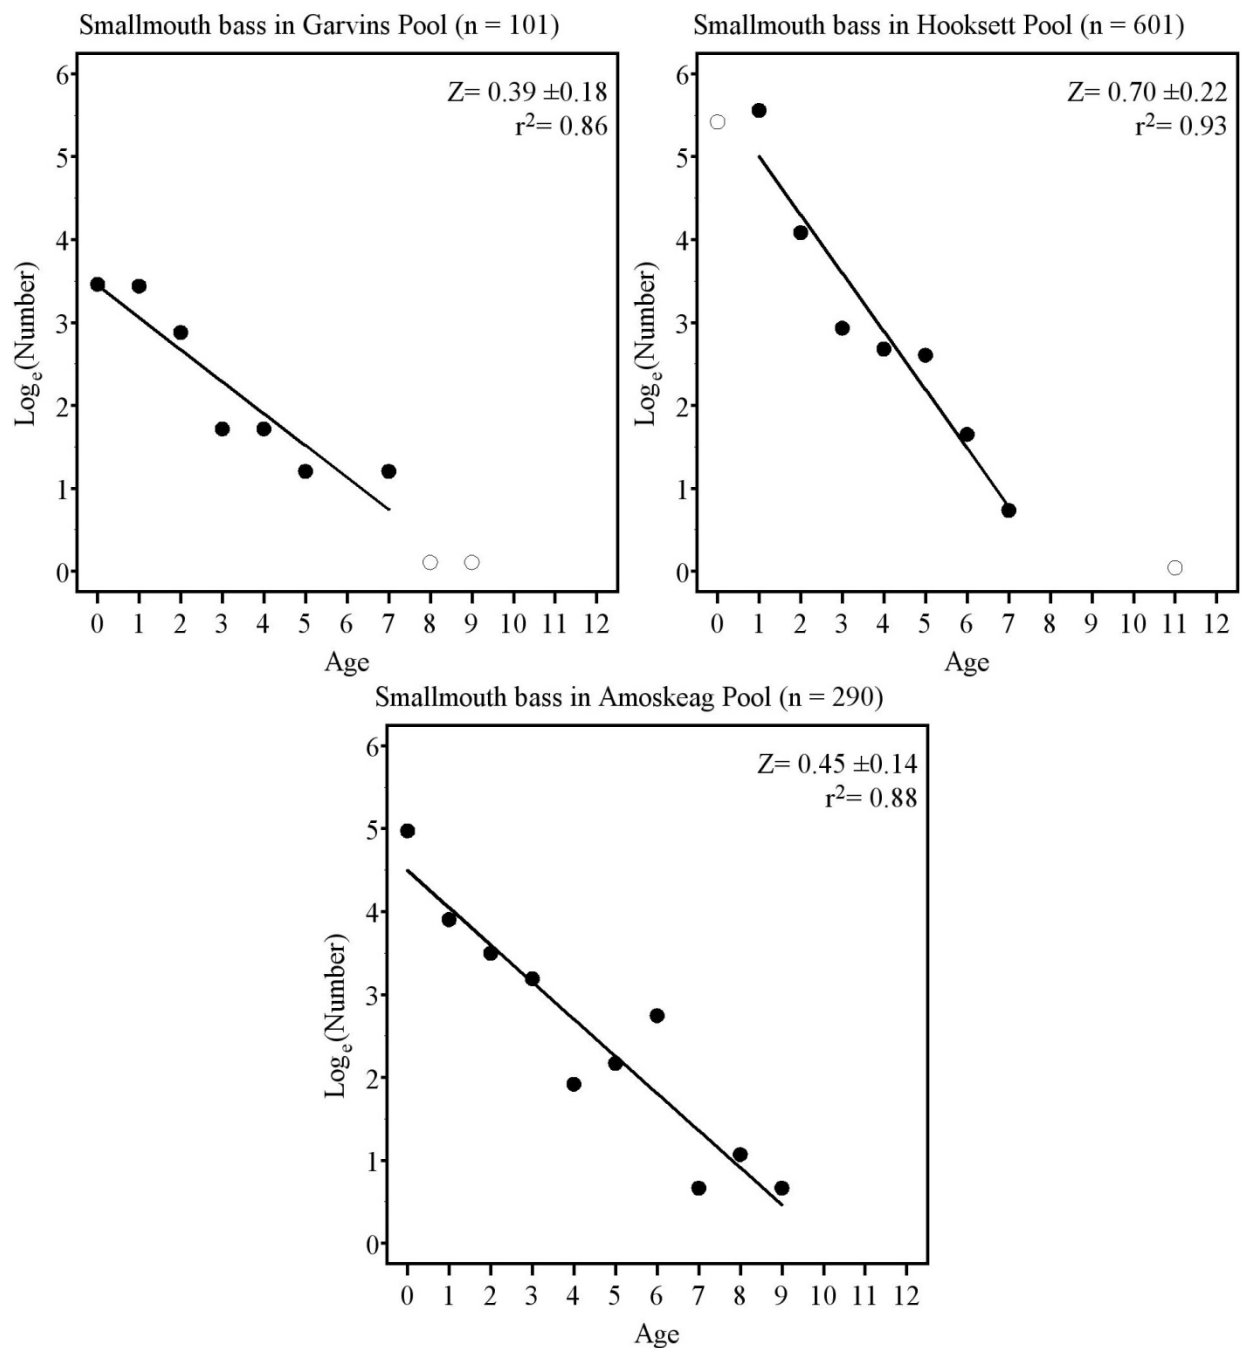 Smallmouth bass in Garvins Pool (n = 101)
Z= 0.39 ±0.18
r²= 0.86
6
5
4
3
2
1
0
Logₑ(Number)
0 1 2 3 4 5 6 7 8 9 10 11 12
Age
Smallmouth bass in Hooksett Pool (n = 601)
Z= 0.70 ±0.22
r²= 0.93
6
5
4
3
2
1
0
Logₑ(Number)
0 1 2 3 4 5 6 7 8 9 10 11 12
Age
Smallmouth bass in Amoskeag Pool (n = 290)
Z= 0.45 ±0.14
r²= 0.88
6
5
4
3
2
1
0
Logₑ(Number)
0 1 2 3 4 5 6 7 8 9 10 11 12
Age